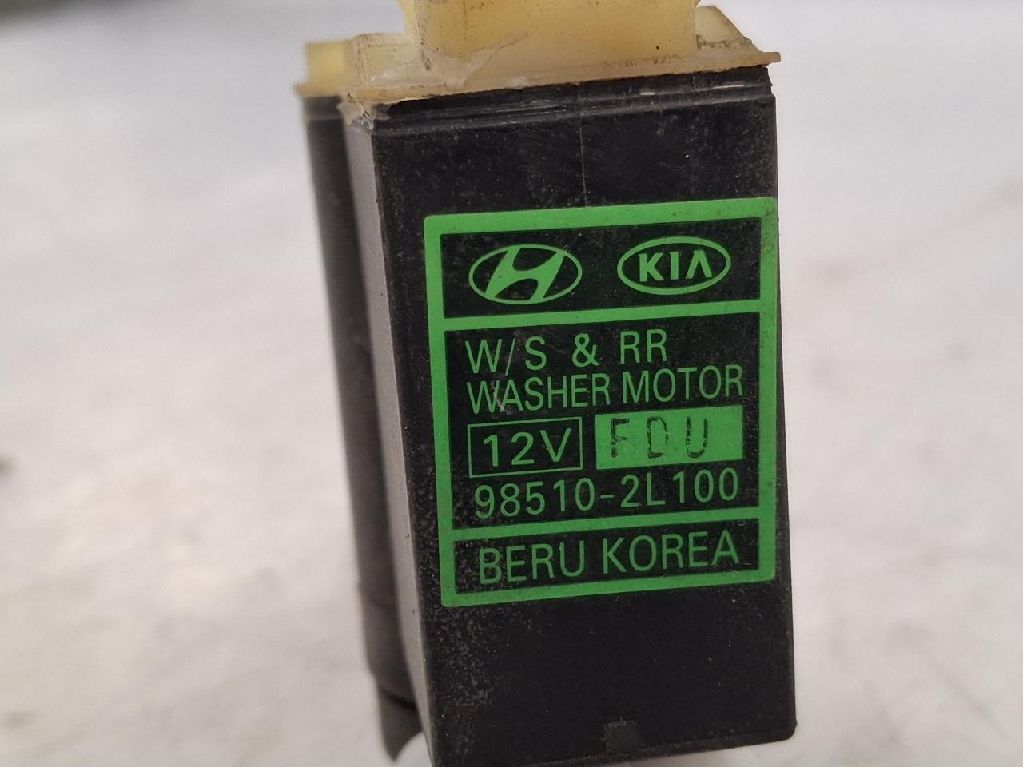 KIA
W/S & RR
WASHER MOTOR
12V FDU
98510-2L100
BERU KOREA